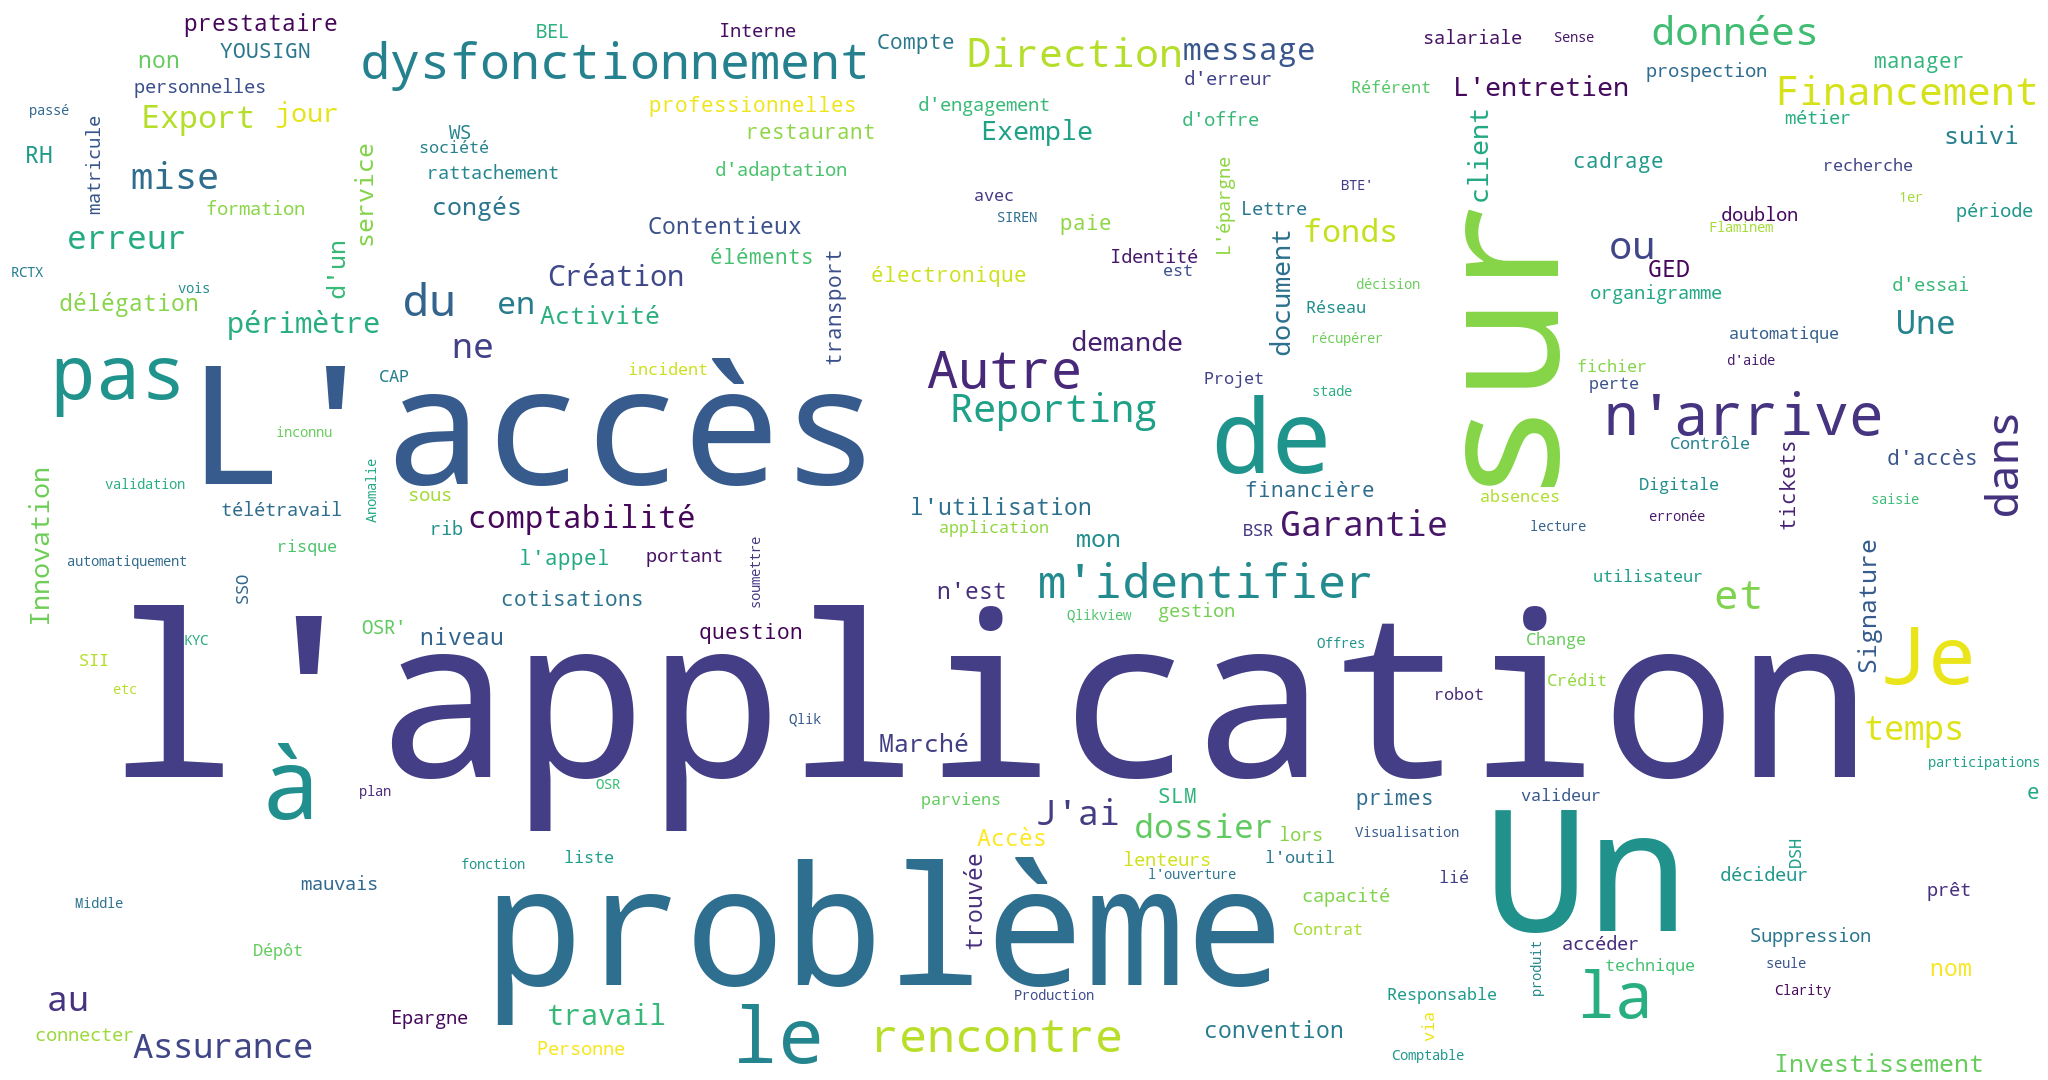 prestataire
BEL
Interne
Compte
Direction
message
salariale
Sense
données
non
YOUSIGN
dysfonctionnement
d'erreur
prospection
manager
personnelles
Référent
L'entretien
Financement
passé
Export
jour
professionnelles
d'engagement
métier
WS
restaurant
Exemple
d'offre
client
suivi
RH
matricule
société
service
cadrage
recherche
mise
rattachement
d'adaptation
avec
L'épargne
BTE'
1er
formation
congés
SIREN
Lettre
doublon
période
erreur
Contentieux
paie
fonds
Flaminem
d'un
Identité
document
sur
ou
RCTX
vois
Création
éléments
électronique
est
décision
GED
d'essai
délégation
du
en
transport
Réseau
organigramme
périmètre
Activité
Une
ne
demande
récupérer
automatique
pas
CAP
incident
Autre
Projet
fichier
d'aide
L'accès
Reporting
stade
perte
inconnu
de
n'arrive
Contrôle
dans
validation
Anomalie
sous
financière
absences
Digitale
tickets
d'accès
Innovation
télétravail
rib
comptabilité
l'utilisation
application
BSR
Garantie
lecture
erronée
saisie
risque
l'appel
portant
mon
automatiquement
SSO
cotisations
soumettre
n'est
m'identifier
utilisateur
et
Signature
OSR'
niveau
question
Qlikview
gestion
KYC
Offres
Change
Je
SII
etc
l'application
Crédit
robot
Qlik
Marché
temps
à
participations
plan
OSR
parviens
SLM
primes
valideur
e
J'ai
dossier
Accès
lors
Visualisation
Un
fonction
liste
lenteurs
l'outil
DSH
mauvais
problème
trouvée
l'ouverture
lié
décideur
prêt
Middle
capacité
Dépôt
Contrat
accéder
Suppression
produit
technique
seule
nom
au
Production
Responsable
la
Clarity
connecter
Epargne
travail
le
rencontre
convention
via
Assurance
Personne
Comptable
Investissement